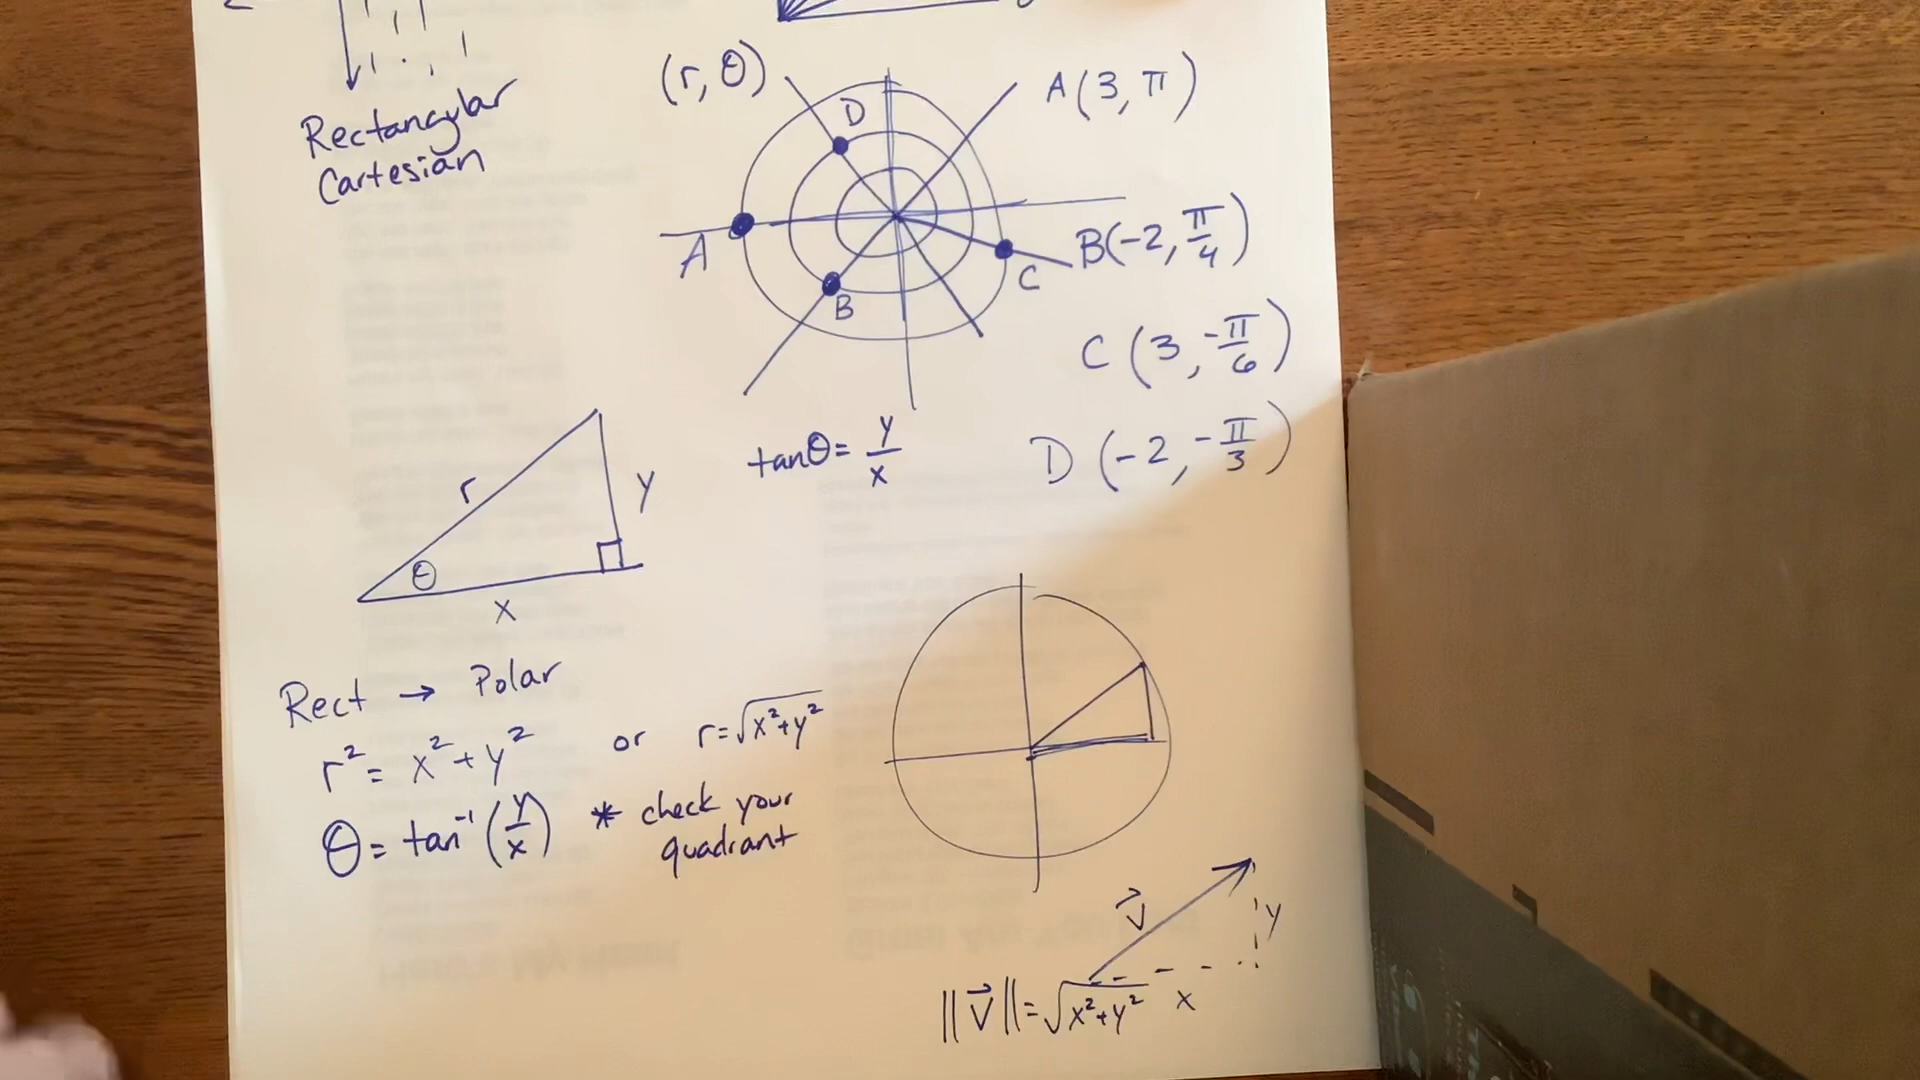 Rectangular
Cartesian
(r, θ)
D
A
B
C
A(3, π)
B(-2, π/4)
C(3, -π/6)
D(-2, -π/3)
r
y
θ
x
tanθ = y/x
Rect → Polar
r² = x² + y² or r = √x²+y²
θ = tan⁻¹(y/x) * check your
quadrant
v⃗
y
x
||v⃗|| = √x²+y²